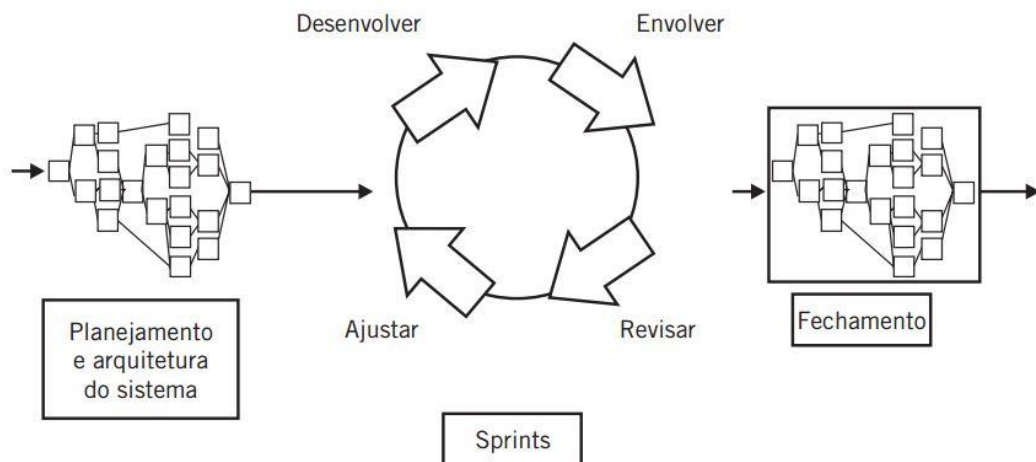 Desenvolver
Envolver
Planejamento
e arquitetura
do sistema
Ajustar
Revisar
Fechamento
Sprints